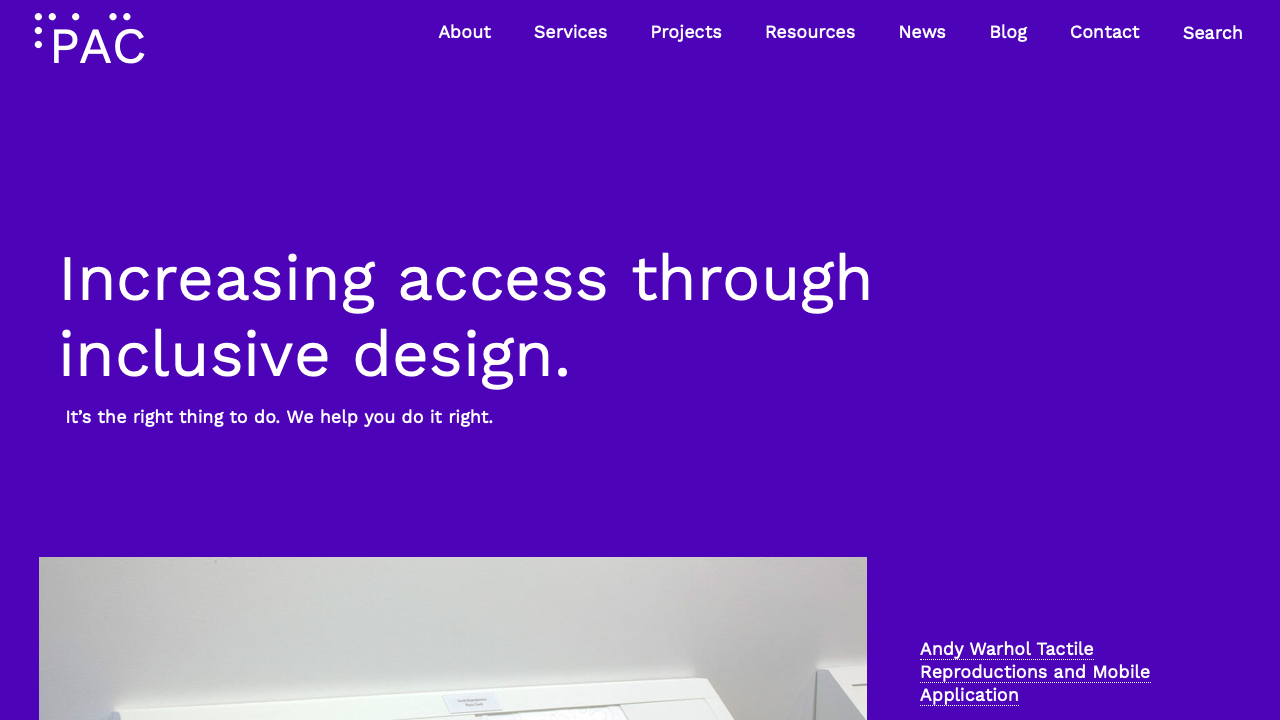 PAC
About
Services
Projects
Resources
News
Blog
Contact
Search
Increasing access through
inclusive design.
It’s the right thing to do. We help you do it right.
Andy Warhol Tactile
Reproductions and Mobile
Application